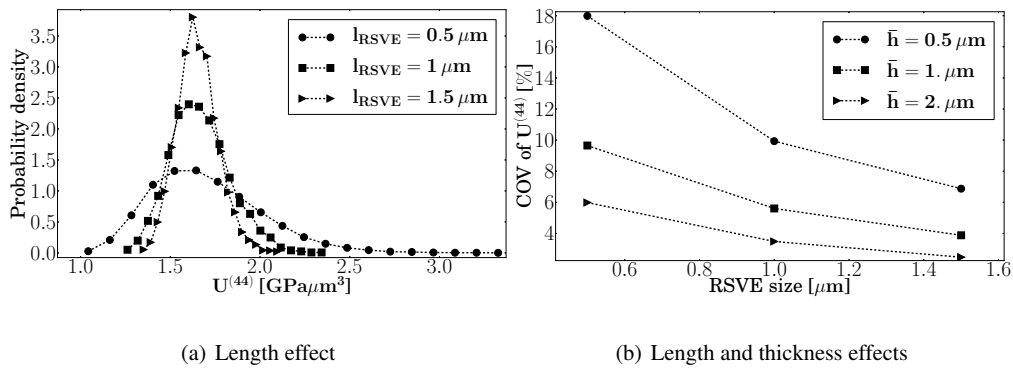 Probability density
3.5
3.0
2.5
2.0
1.5
1.0
0.5
0.0
1.0 1.5 2.0 2.5 3.0
U^(44) [GPaμm³]
l_RSVE = 0.5 μm
l_RSVE = 1 μm
l_RSVE = 1.5 μm
(a) Length effect
COV of U^(44) [%]
18
16
14
12
10
8
6
4
0.6 0.8 1.0 1.2 1.4 1.6
RSVE size [μm]
h̄ = 0.5 μm
h̄ = 1. μm
h̄ = 2. μm
(b) Length and thickness effects